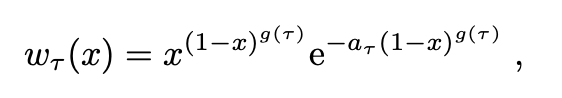 w_τ(x) = x^{(1−x)^{g(τ)}} e^{−a_τ(1−x)^{g(τ)}} ,